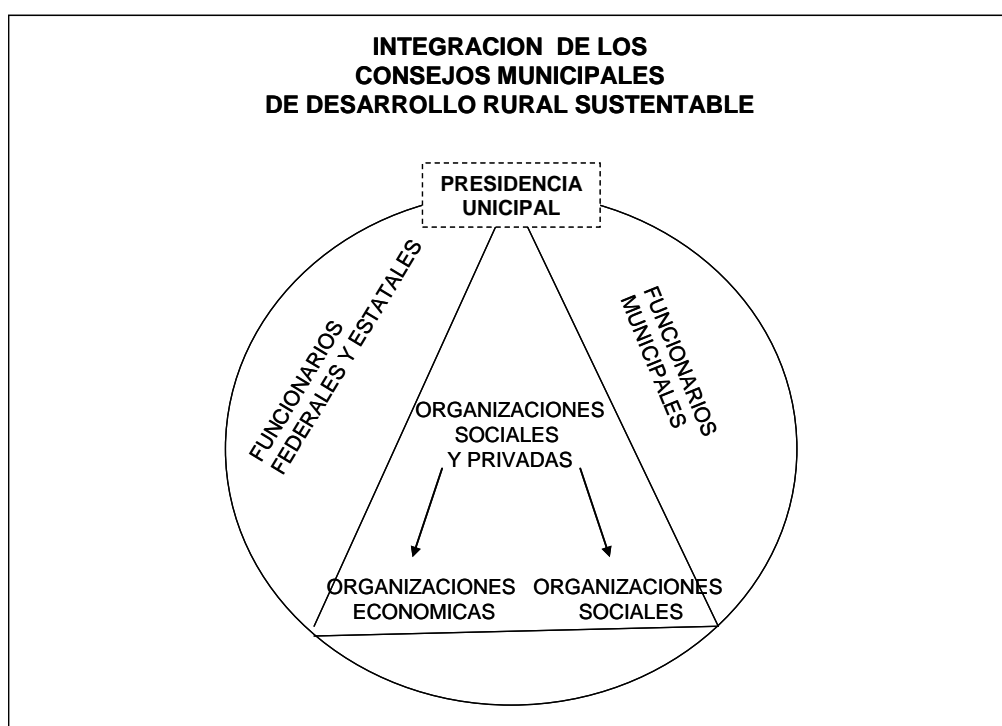 INTEGRACION DE LOS
CONSEJOS MUNICIPALES
DE DESARROLLO RURAL SUSTENTABLE
PRESIDENCIA
UNICIPAL
FUNCIONARIOS
FEDERALES Y ESTATALES
FUNCIONARIOS
MUNICIPALES
ORGANIZACIONES
SOCIALES
Y PRIVADAS
ORGANIZACIONES
ECONOMICAS
ORGANIZACIONES
SOCIALES